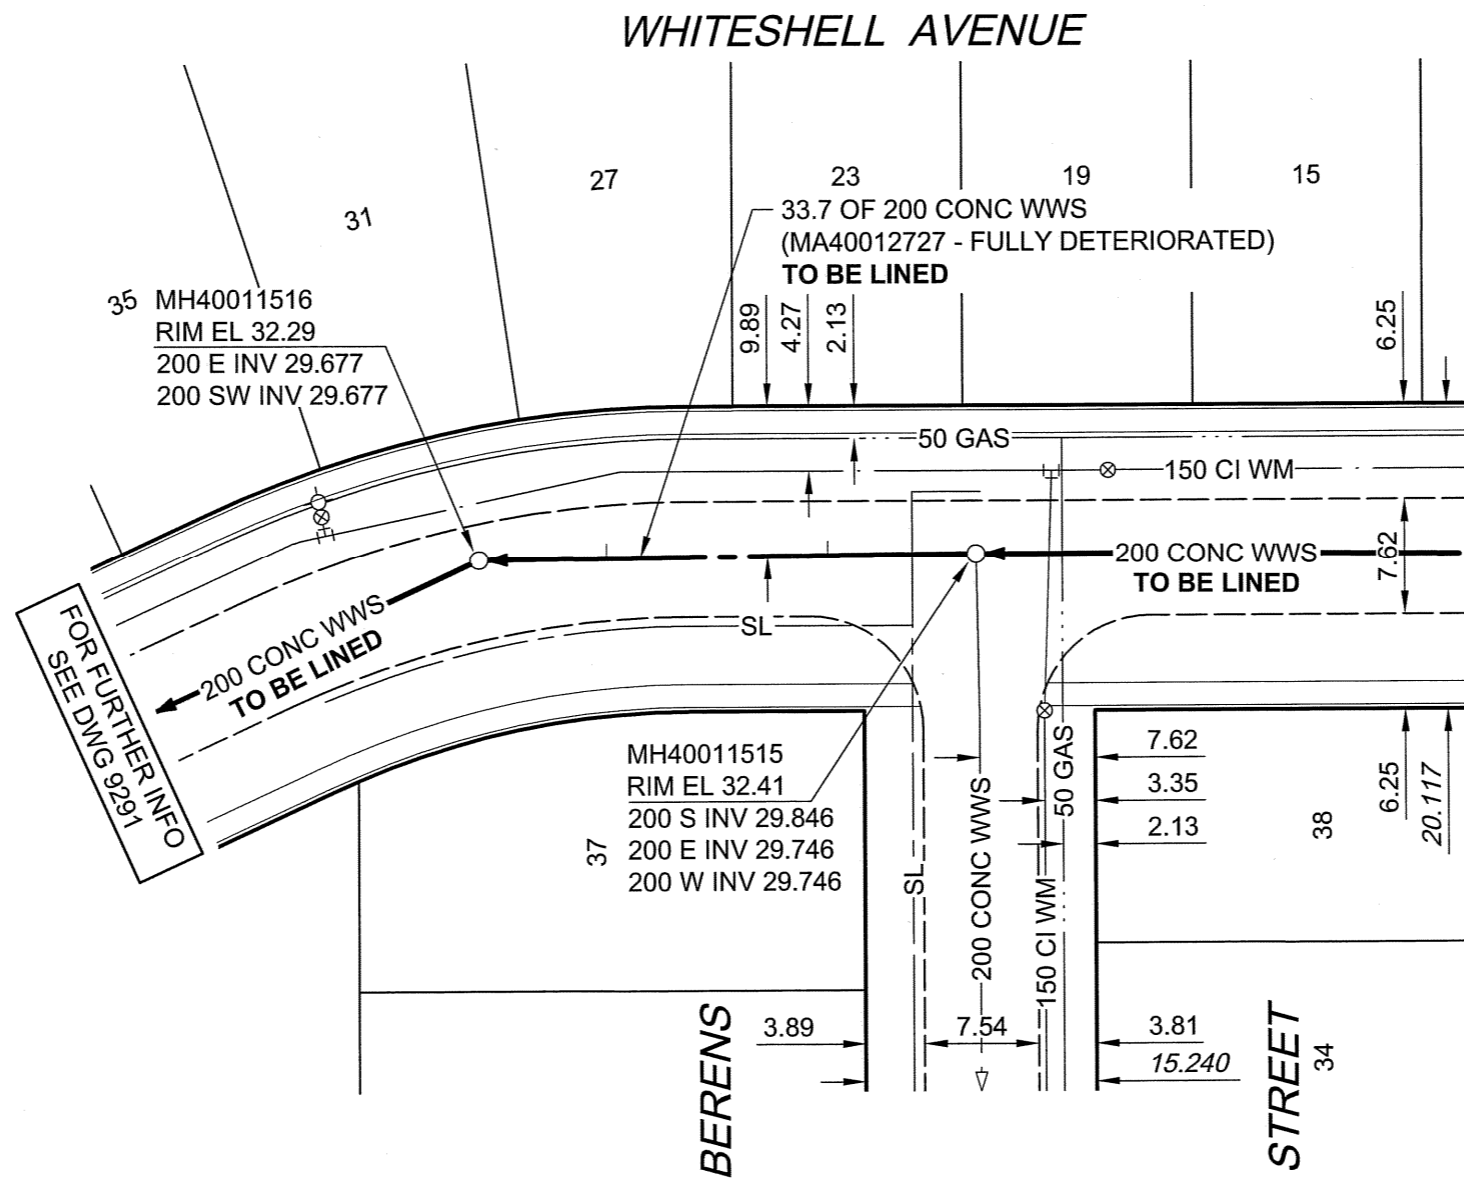 WHITESHELL AVENUE
31
27
23
19
15
33.7 OF 200 CONC WWS
(MA40012727 - FULLY DETERIORATED)
TO BE LINED
35
MH40011516
RIM EL 32.29
200 E INV 29.677
200 SW INV 29.677
9.89
4.27
2.13
6.25
50 GAS
150 CI WM
200 CONC WWS
TO BE LINED
7.62
SL
200 CONC WWS
TO BE LINED
FOR FURTHER INFO
SEE DWG 9291
MH40011515
RIM EL 32.41
200 S INV 29.846
200 E INV 29.746
200 W INV 29.746
37
SL
200 CONC WWS
150 CI WM
50 GAS
7.62
3.35
2.13
38
6.25
20.117
BERENS
3.89
7.54
3.81
15.240
STREET
34